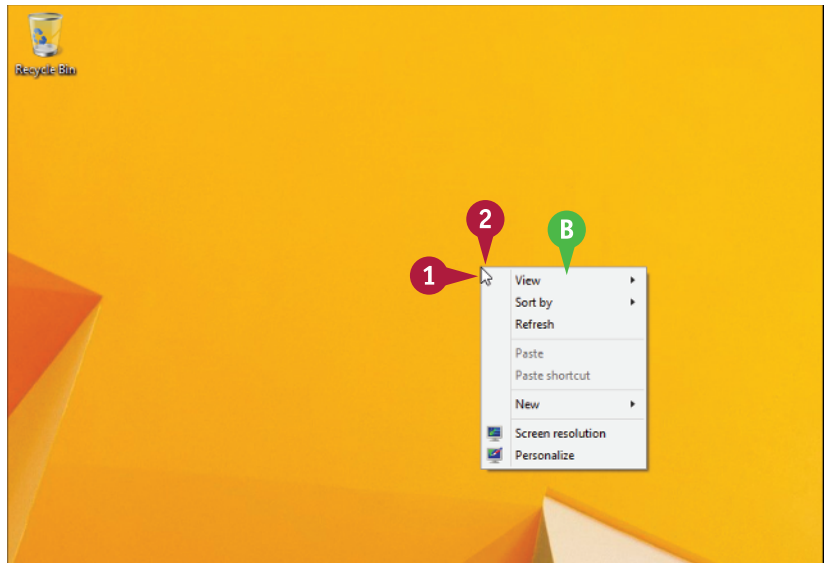 Recycle Bin
2
B
1
View
Sort by
Refresh
Paste
Paste shortcut
New
Screen resolution
Personalize